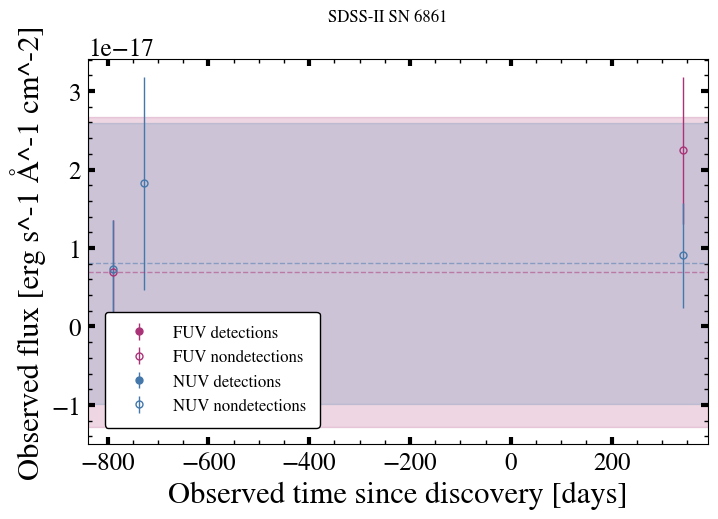 SDSS-II SN 6861
1e−17
Observed flux [erg s^-1 Å^-1 cm^-2]
3
2
1
0
−1
FUV detections
FUV nondetections
NUV detections
NUV nondetections
−800 −600 −400 −200 0 200
Observed time since discovery [days]